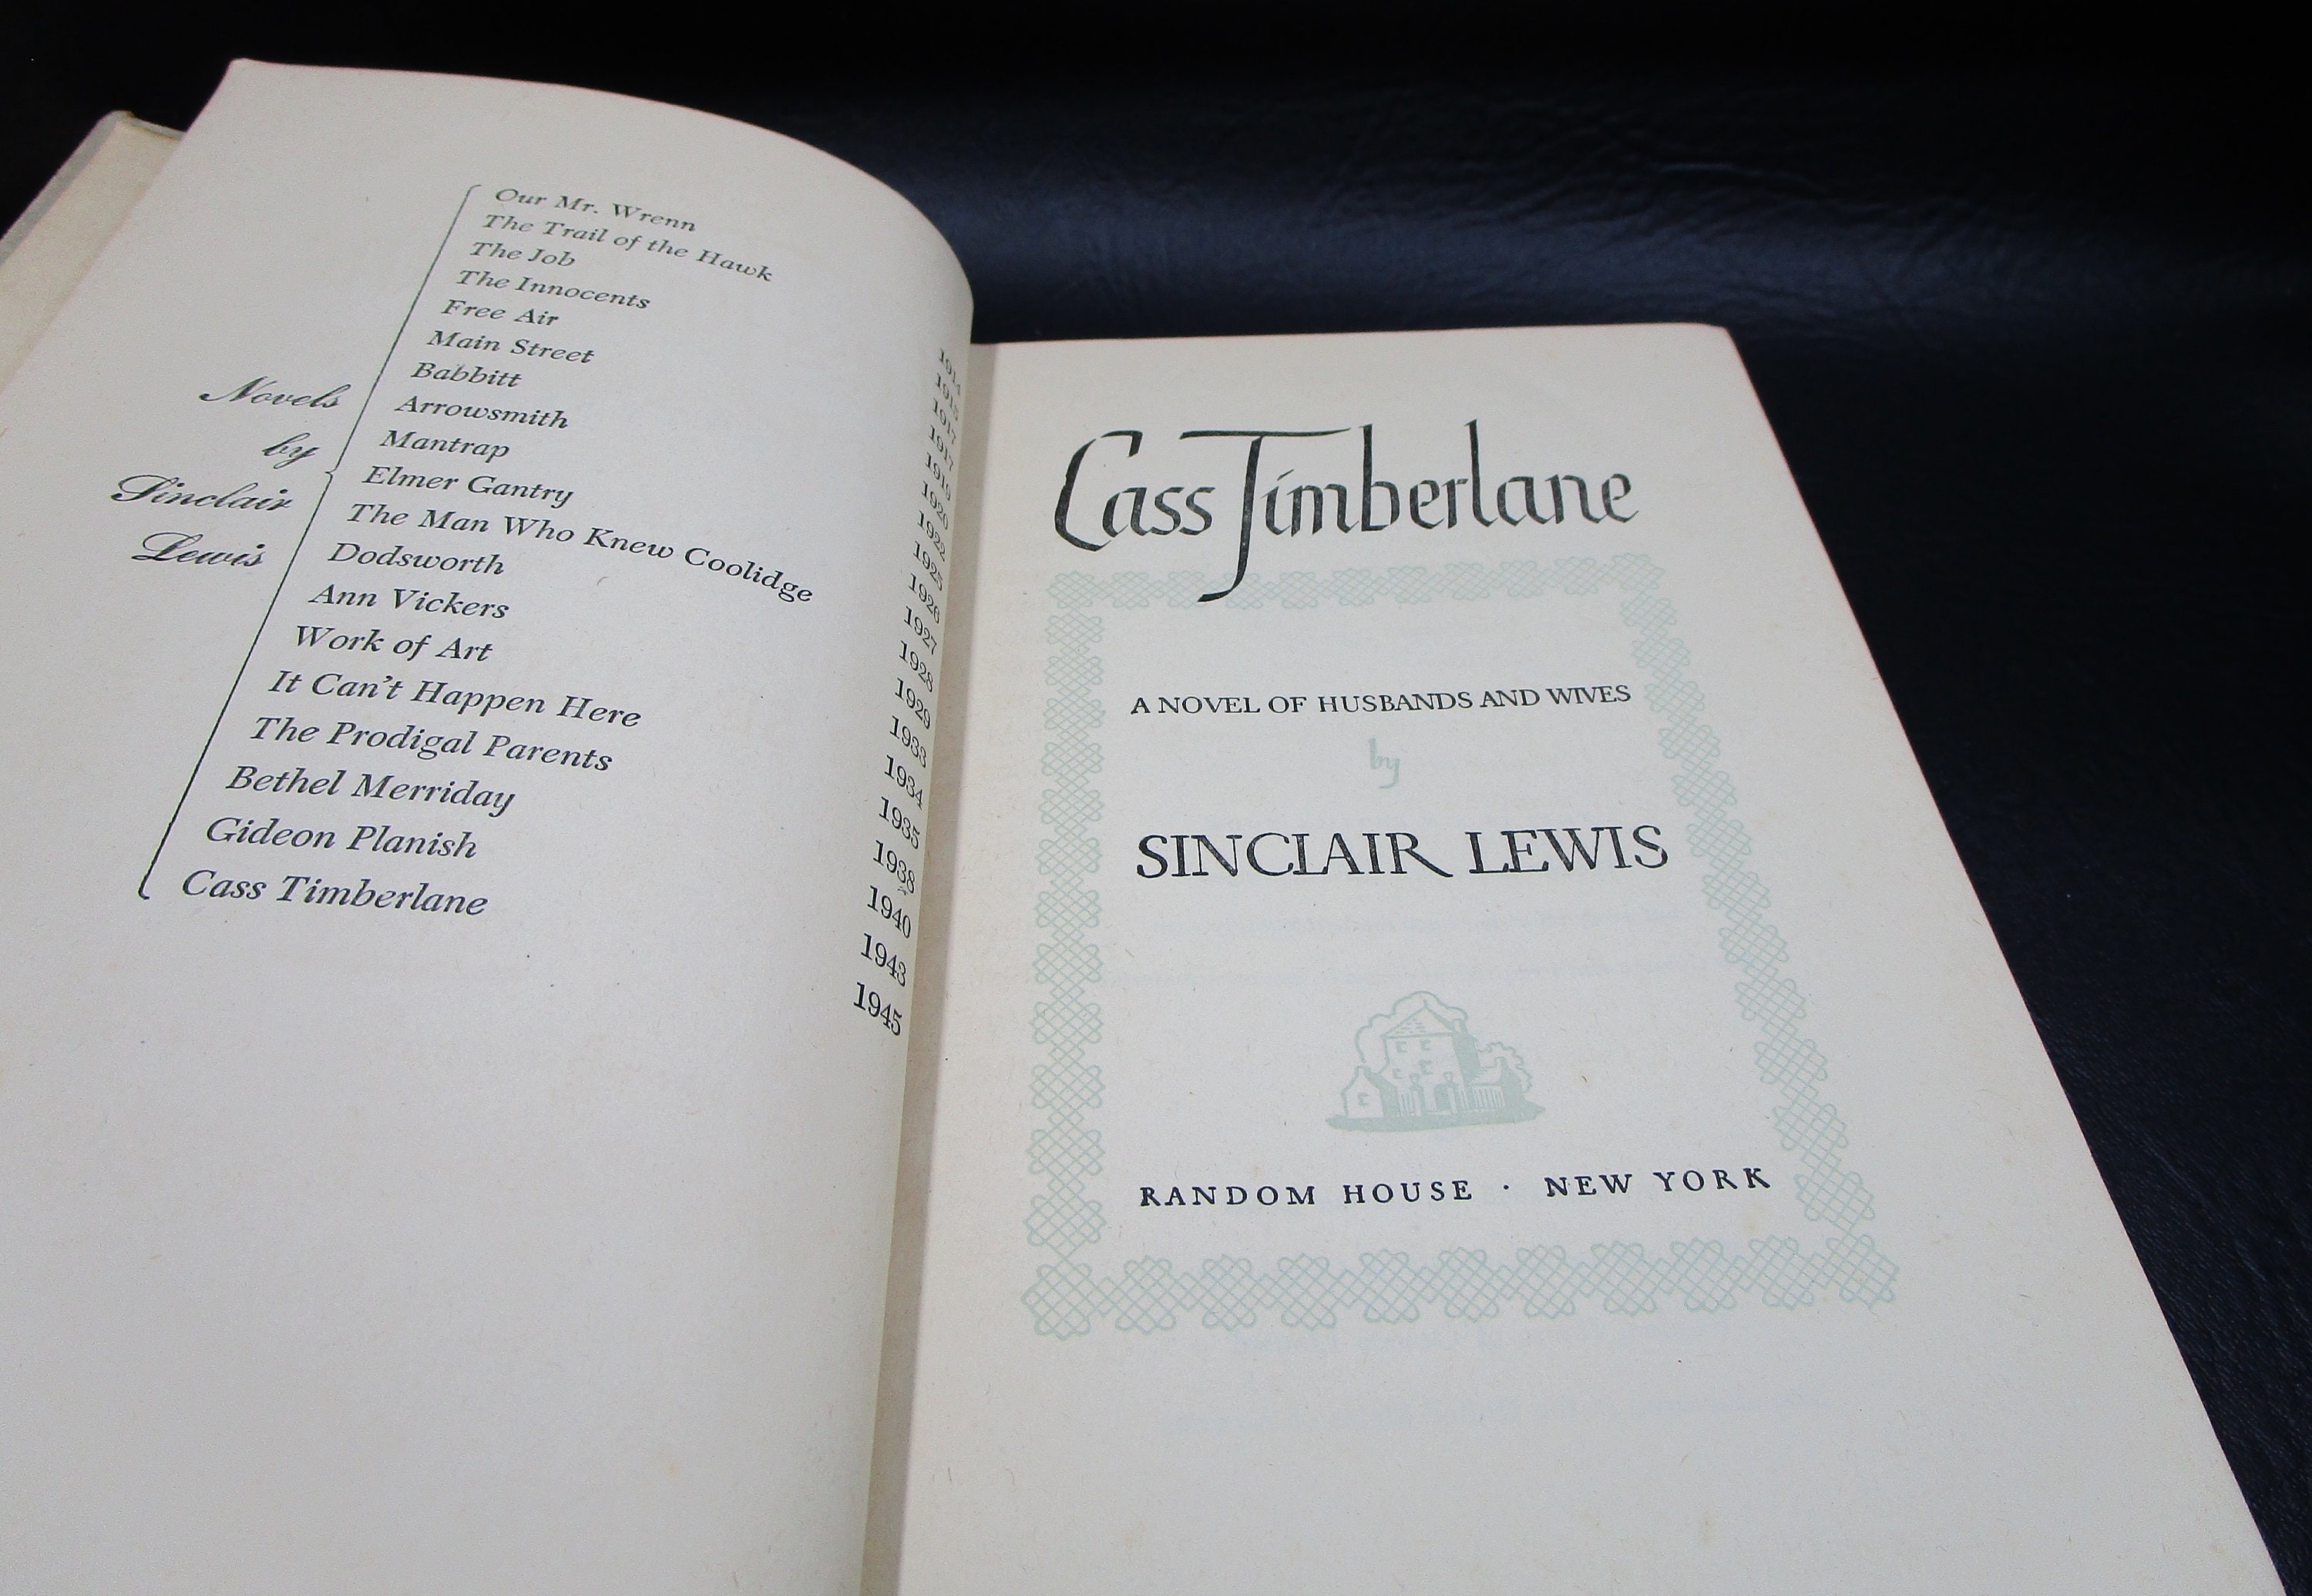 Novels
by
Sinclair
Lewis
Our Mr. Wrenn 1914
The Trail of the Hawk 1915
The Job 1917
The Innocents 1917
Free Air 1919
Main Street 1920
Babbitt 1922
Arrowsmith 1925
Mantrap 1926
Elmer Gantry 1927
The Man Who Knew Coolidge 1928
Dodsworth 1929
Ann Vickers 1933
Work of Art 1934
It Can't Happen Here 1935
The Prodigal Parents 1938
Bethel Merriday 1940
Gideon Planish 1943
Cass Timberlane 1945
Cass Timberlane
A NOVEL OF HUSBANDS AND WIVES
by
SINCLAIR LEWIS
RANDOM HOUSE · NEW YORK